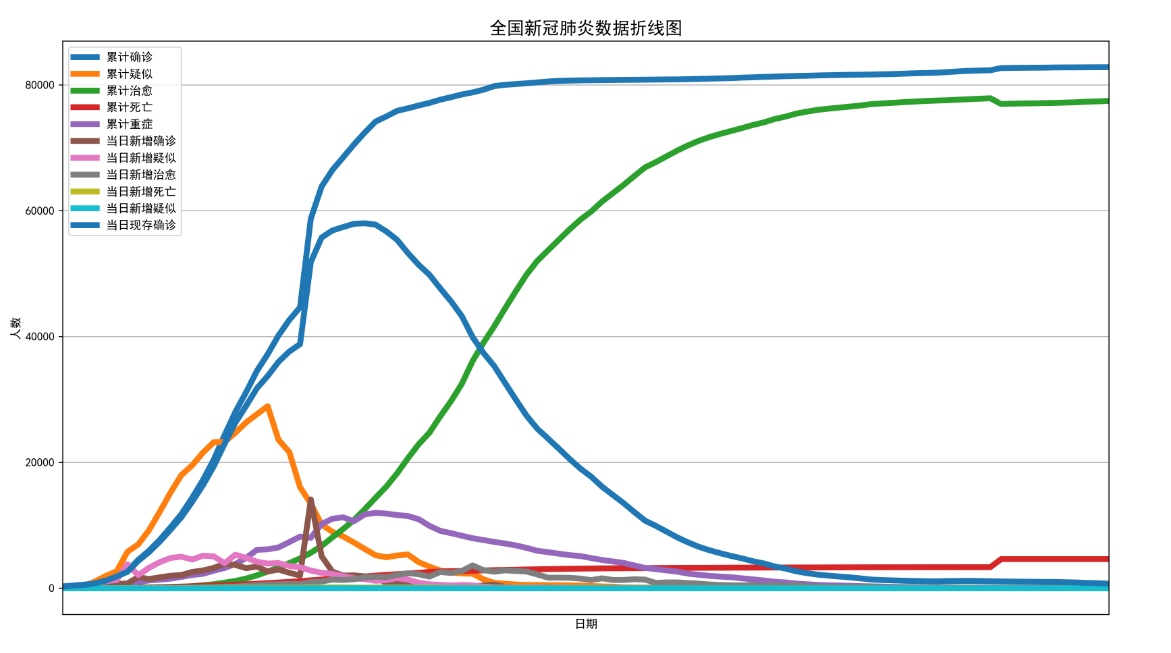 全国新冠肺炎数据折线图
累计确诊
累计疑似
累计治愈
累计死亡
累计重症
当日新增确诊
当日新增疑似
当日新增治愈
当日新增死亡
当日新增疑似
当日现存确诊
80000
60000
40000
20000
0
人数
日期